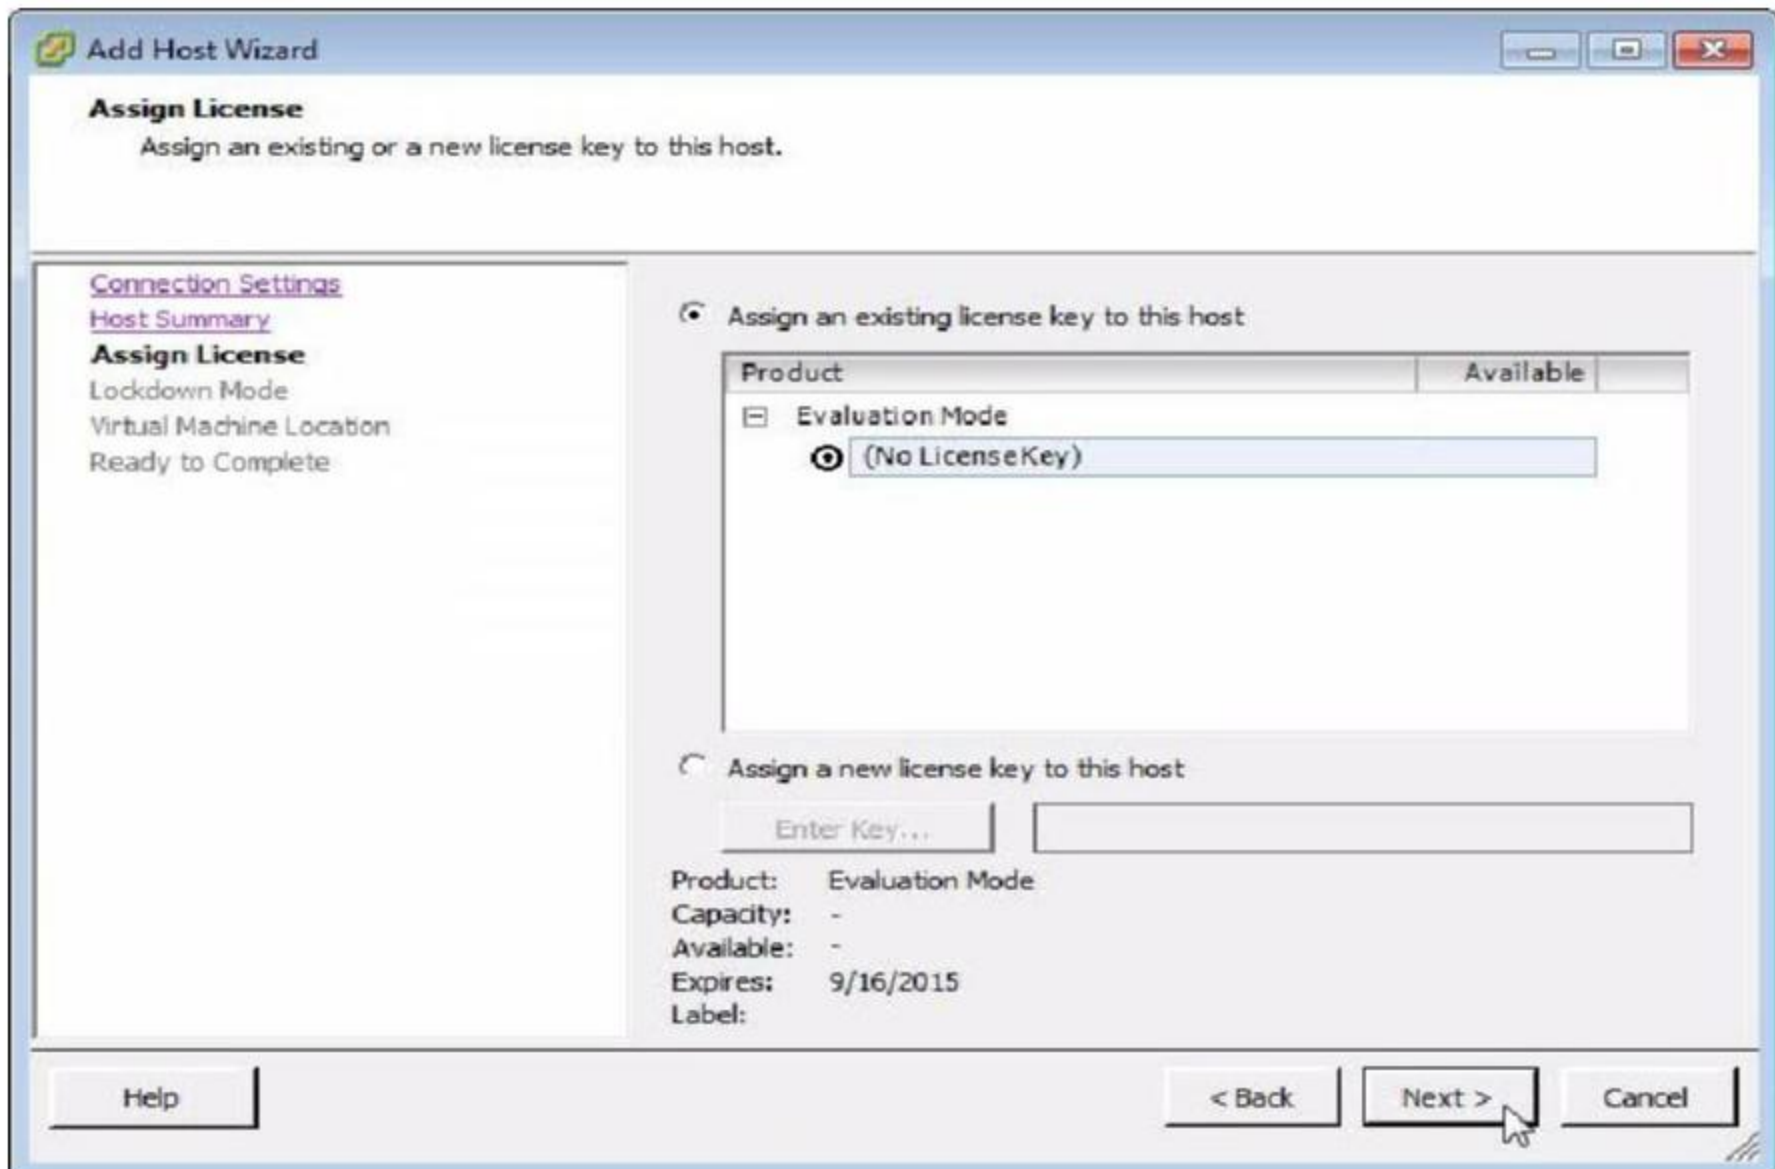 Add Host Wizard
Assign License
Assign an existing or a new license key to this host.
Connection Settings
Host Summary
Assign License
Lockdown Mode
Virtual Machine Location
Ready to Complete
Assign an existing license key to this host
Product Available
Evaluation Mode
(No License Key)
Assign a new license key to this host
Enter Key...
Product: Evaluation Mode
Capacity: -
Available: -
Expires: 9/16/2015
Label:
Help < Back Next > Cancel